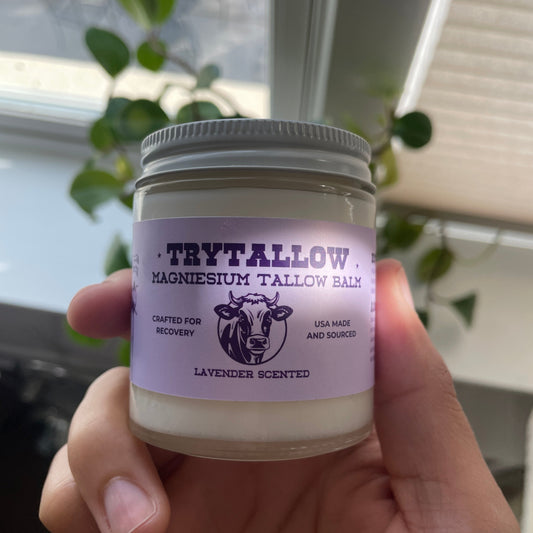 TRYTALLOW
MAGNIESIUM TALLOW BALM
CRAFTED FOR
RECOVERY
USA MADE
AND SOURCED
LAVENDER SCENTED